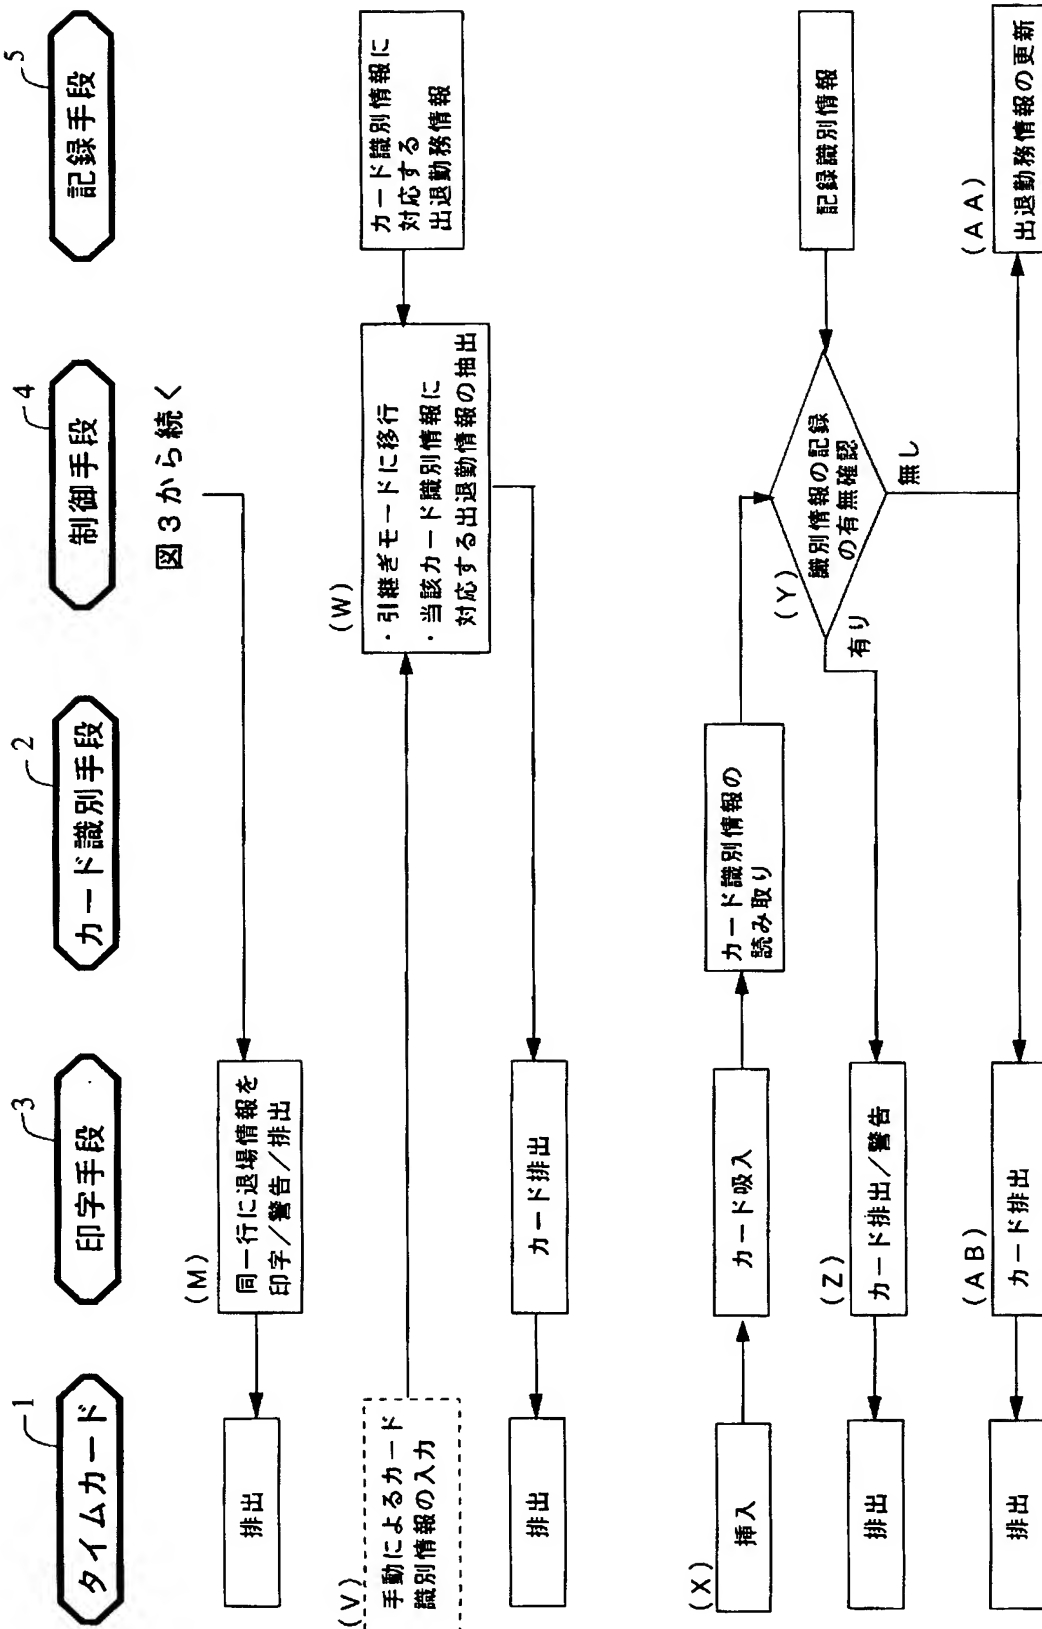 1
タイムカード
3
印字手段
2
カード識別手段
4
制御手段
5
記録手段
図3から続く
(M)
排出
同一行に退場情報を
印字/警告/排出
(V)
手動によるカード
識別情報の入力
(W)
・引継ぎモードに移行
・当該カード識別情報に
対応する出退勤情報の抽出
カード識別情報に
対応する
出退勤務情報
排出
カード排出
(X)
挿入
カード吸入
カード識別情報の
読み取り
(Y)
識別情報の記録
の有無確認
記録識別情報
有り
無し
(Z)
排出
カード排出/警告
(AA)
出退勤務情報の更新
(AB)
排出
カード排出